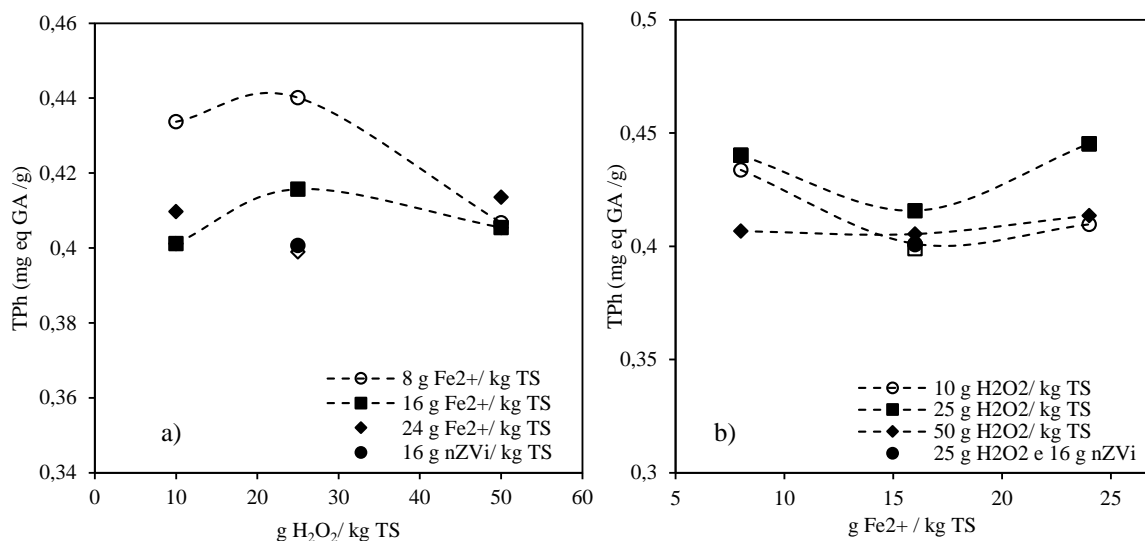 0,46
0,44
0,42
0,4
0,38
0,36
0,34
TPh (mg eq GA /g)
0 10 20 30 40 50 60
g H₂O₂/ kg TS
8 g Fe2+/ kg TS
16 g Fe2+/ kg TS
24 g Fe2+/ kg TS
16 g nZVi/ kg TS
a)
0,5
0,45
0,4
0,35
0,3
TPh (mg eq GA /g)
5 10 15 20 25
g Fe2+ / kg TS
10 g H2O2/ kg TS
25 g H2O2/ kg TS
50 g H2O2/ kg TS
25 g H2O2 e 16 g nZVi
b)